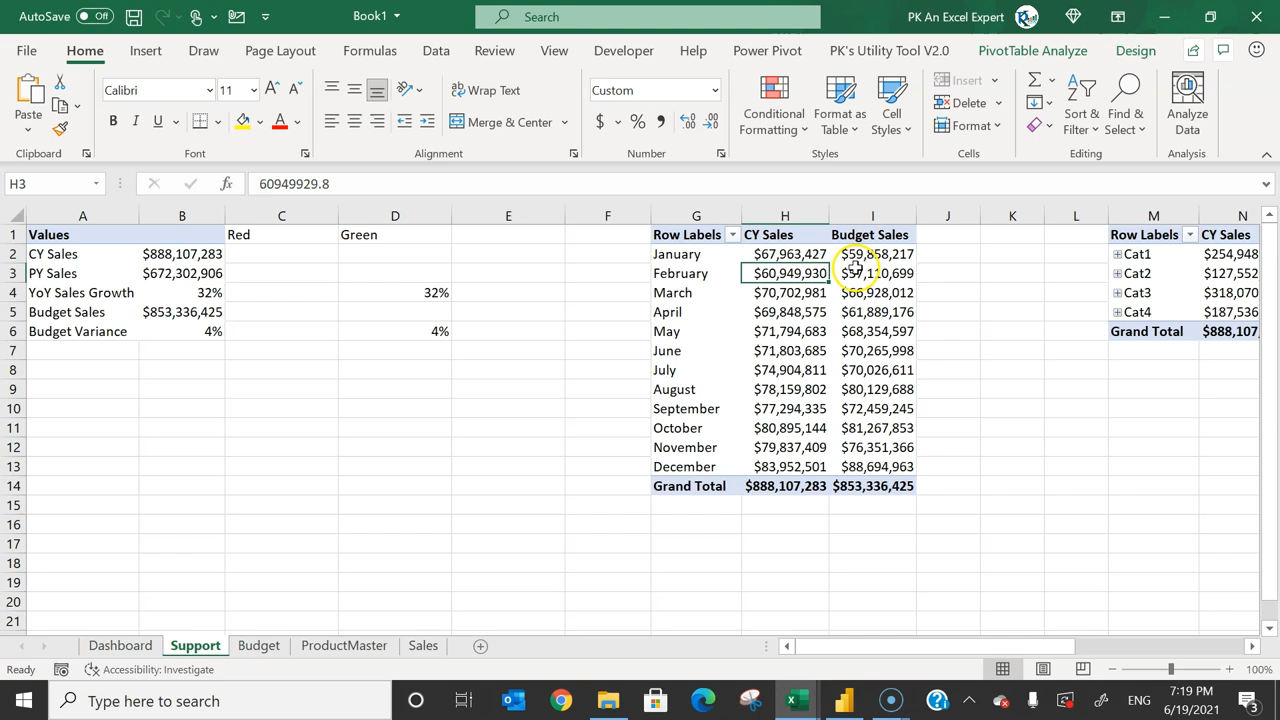 AutoSave Off Book1 Search PK An Excel Expert
File Home Insert Draw Page Layout Formulas Data Review View Developer Help Power Pivot PK's Utility Tool V2.0 PivotTable Analyze Design
Calibri 11 Wrap Text Custom Insert
Paste Conditional Format as Cell Delete Sort & Find & Analyze
B I U Merge & Center $ % Formatting Table Styles Format Filter Select Data
Clipboard Font Alignment Number Styles Cells Editing Analysis
H3 fx 60949929.8
A B C D E F G H I J K L M N
1 Values Red Green Row Labels CY Sales Budget Sales Row Labels CY Sales
2 CY Sales $888,107,283 January $67,963,427 $59,858,217 Cat1 $254,948
3 PY Sales $672,302,906 February $60,949,930 $57,110,699 Cat2 $127,552
4 YoY Sales Growth 32% 32% March $70,702,981 $66,928,012 Cat3 $318,070
5 Budget Sales $853,336,425 April $69,848,575 $61,889,176 Cat4 $187,536
6 Budget Variance 4% 4% May $71,794,683 $68,354,597 Grand Total $888,107,
7 June $71,803,685 $70,265,998
8 July $74,904,811 $70,026,611
9 August $78,159,802 $80,129,688
10 September $77,294,335 $72,459,245
11 October $80,895,144 $81,267,853
12 November $79,837,409 $76,351,366
13 December $83,952,501 $88,694,963
14 Grand Total $888,107,283 $853,336,425
15
16
17
18
19
20
21
Dashboard Support Budget ProductMaster Sales
Ready Accessibility: Investigate 100%
Type here to search ENG 7:19 PM
6/19/2021 3